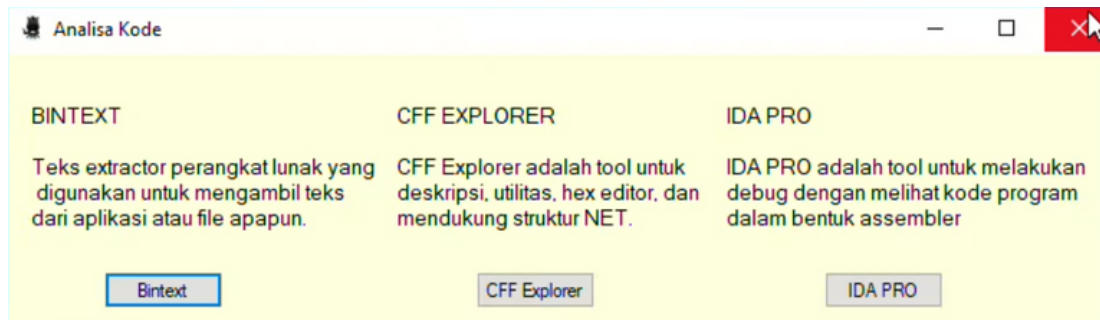 Analisa Kode
BINTEXT
Teks extractor perangkat lunak yang
digunakan untuk mengambil teks
dari aplikasi atau file apapun.
Bintext
CFF EXPLORER
CFF Explorer adalah tool untuk
deskripsi, utilitas, hex editor, dan
mendukung struktur NET.
CFF Explorer
IDA PRO
IDA PRO adalah tool untuk melakukan
debug dengan melihat kode program
dalam bentuk assembler
IDA PRO